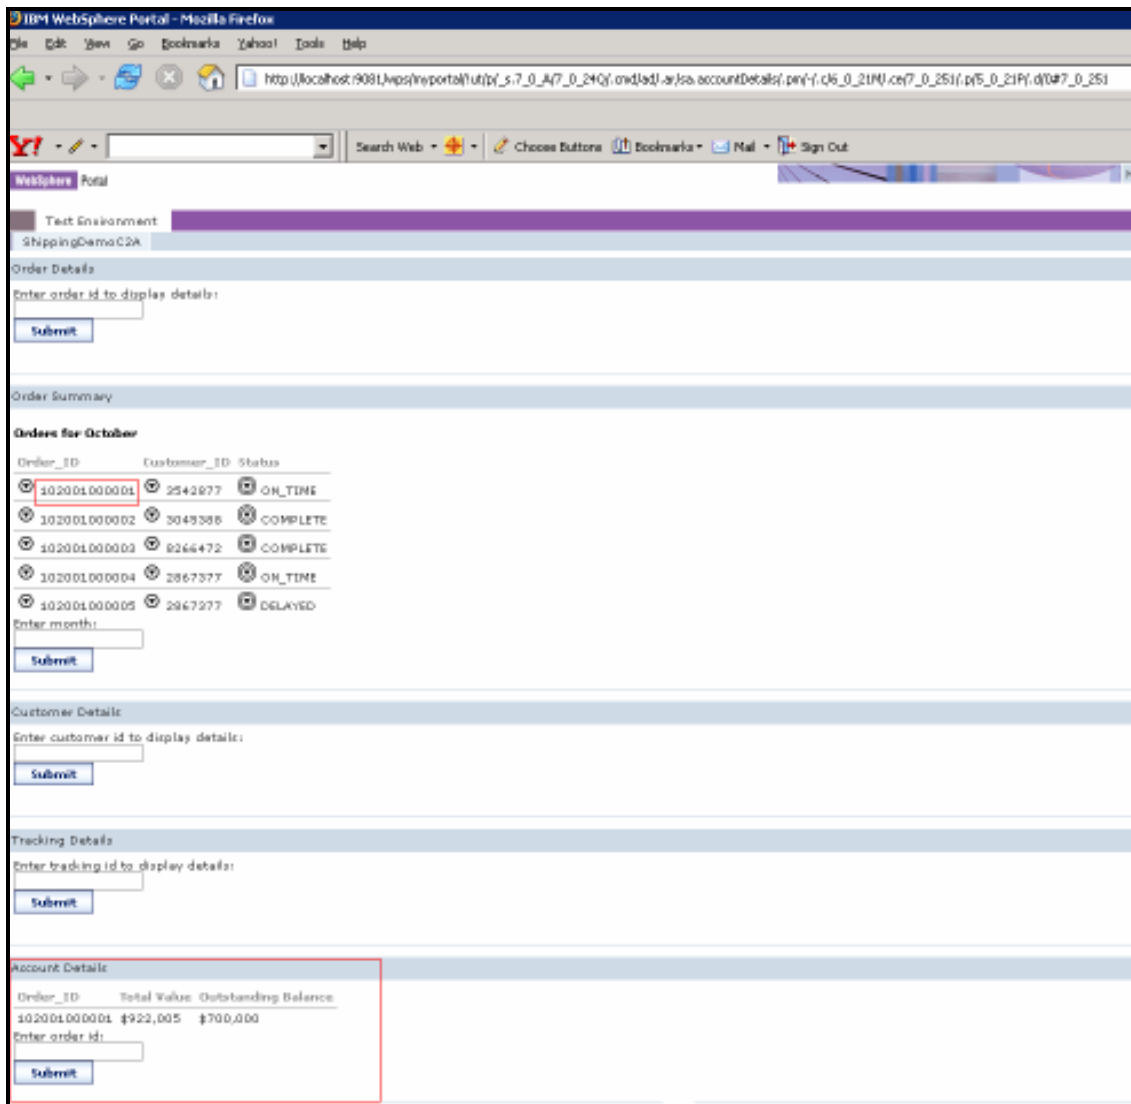 IBM WebSphere Portal - Mozilla Firefox
File Edit View Go Bookmarks Yahoo! Tools Help
Y! Search Web Choose Buttons Bookmarks Mail Sign Out
WebSphere Portal
Test Environment
ShippingDemoC2A
Order Details
Enter order id to display details:
Submit
Order Summary
Orders for October
Order_ID Customer_ID Status
102001000001 3542877 ON_TIME
102001000002 3045388 COMPLETE
102001000003 8266472 COMPLETE
102001000004 2867377 ON_TIME
102001000005 2867377 DELAYED
Enter month:
Submit
Customer Details
Enter customer id to display details:
Submit
Tracking Details
Enter tracking id to display details:
Submit
Account Details
Order_ID Total Value Outstanding Balance
102001000001 $922,005 $700,000
Enter order id:
Submit